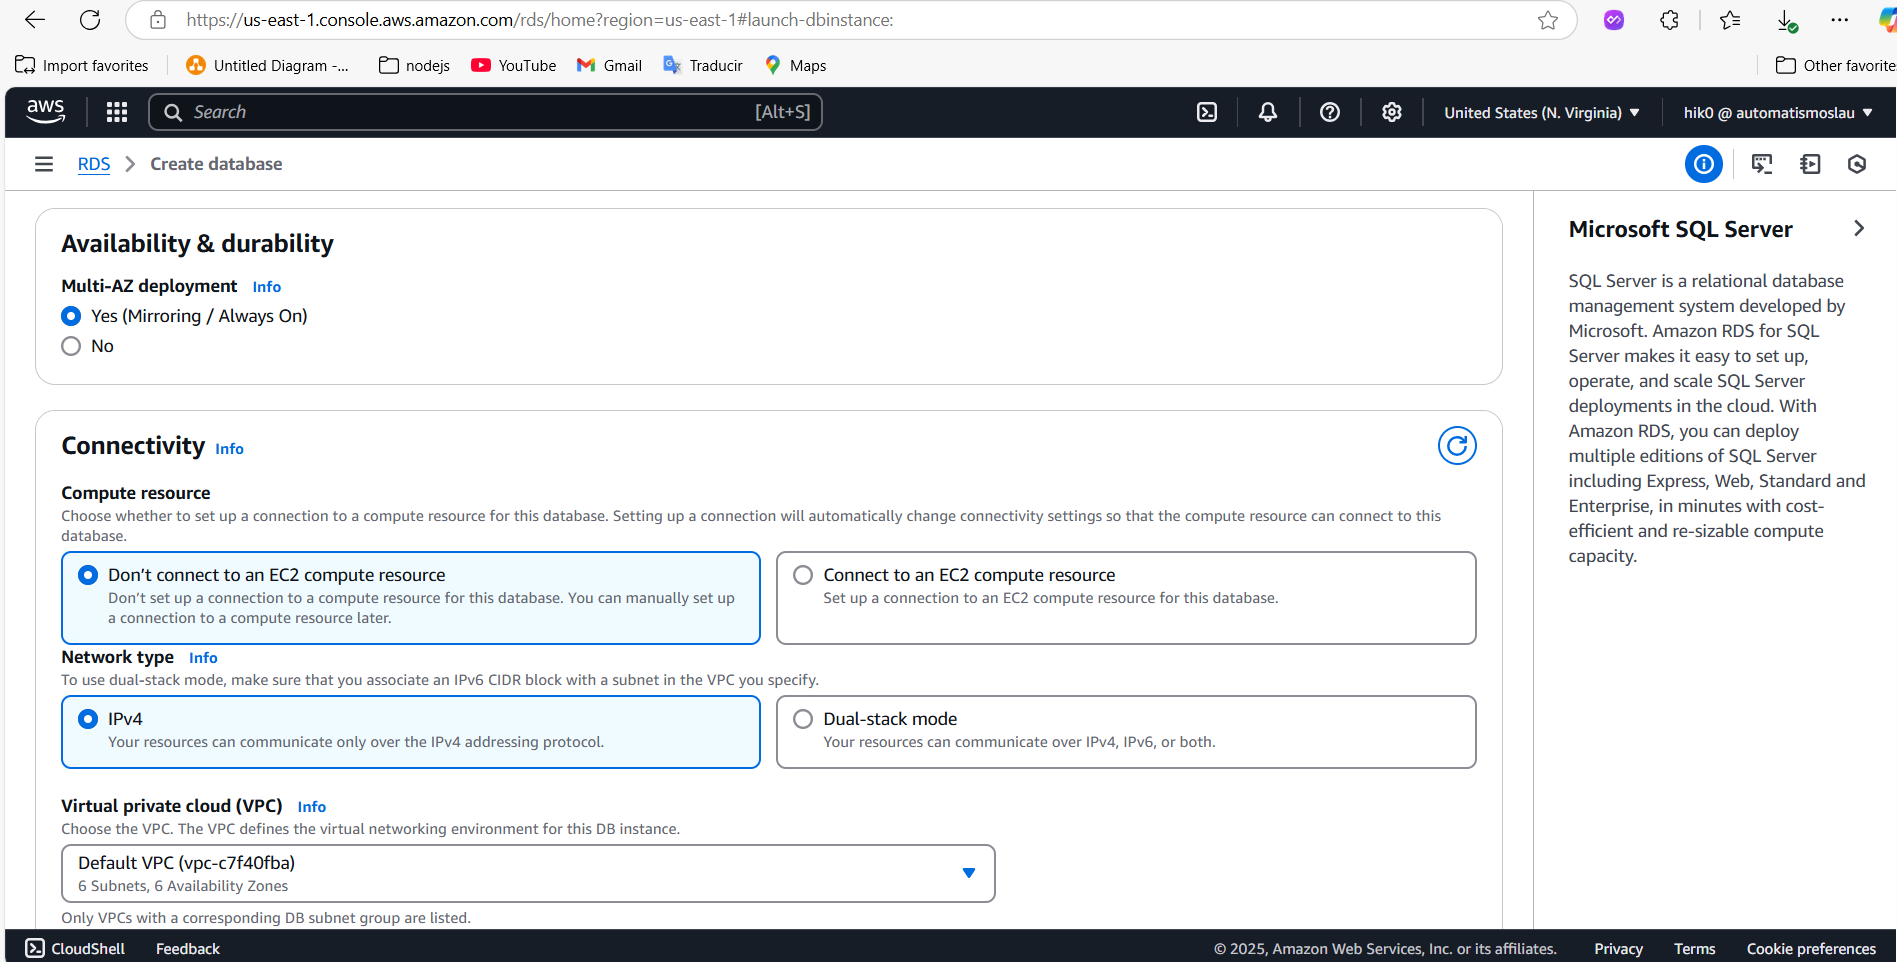 https://us-east-1.console.aws.amazon.com/rds/home?region=us-east-1#launch-dbinstance:
Import favorites
Untitled Diagram -...
nodejs
YouTube
Gmail
Traducir
Maps
Other favorite
aws
Search
[Alt+S]
United States (N. Virginia)
hik0 @ automatismoslau
RDS
Create database
Availability & durability
Multi-AZ deployment Info
Yes (Mirroring / Always On)
No
Connectivity Info
Compute resource
Choose whether to set up a connection to a compute resource for this database. Setting up a connection will automatically change connectivity settings so that the compute resource can connect to this
database.
Don't connect to an EC2 compute resource
Don't set up a connection to a compute resource for this database. You can manually set up
a connection to a compute resource later.
Connect to an EC2 compute resource
Set up a connection to an EC2 compute resource for this database.
Network type Info
To use dual-stack mode, make sure that you associate an IPv6 CIDR block with a subnet in the VPC you specify.
IPv4
Your resources can communicate only over the IPv4 addressing protocol.
Dual-stack mode
Your resources can communicate over IPv4, IPv6, or both.
Virtual private cloud (VPC) Info
Choose the VPC. The VPC defines the virtual networking environment for this DB instance.
Default VPC (vpc-c7f40fba)
6 Subnets, 6 Availability Zones
Only VPCs with a corresponding DB subnet group are listed.
Microsoft SQL Server
SQL Server is a relational database
management system developed by
Microsoft. Amazon RDS for SQL
Server makes it easy to set up,
operate, and scale SQL Server
deployments in the cloud. With
Amazon RDS, you can deploy
multiple editions of SQL Server
including Express, Web, Standard and
Enterprise, in minutes with cost-
efficient and re-sizable compute
capacity.
CloudShell
Feedback
© 2025, Amazon Web Services, Inc. or its affiliates.
Privacy
Terms
Cookie preferences